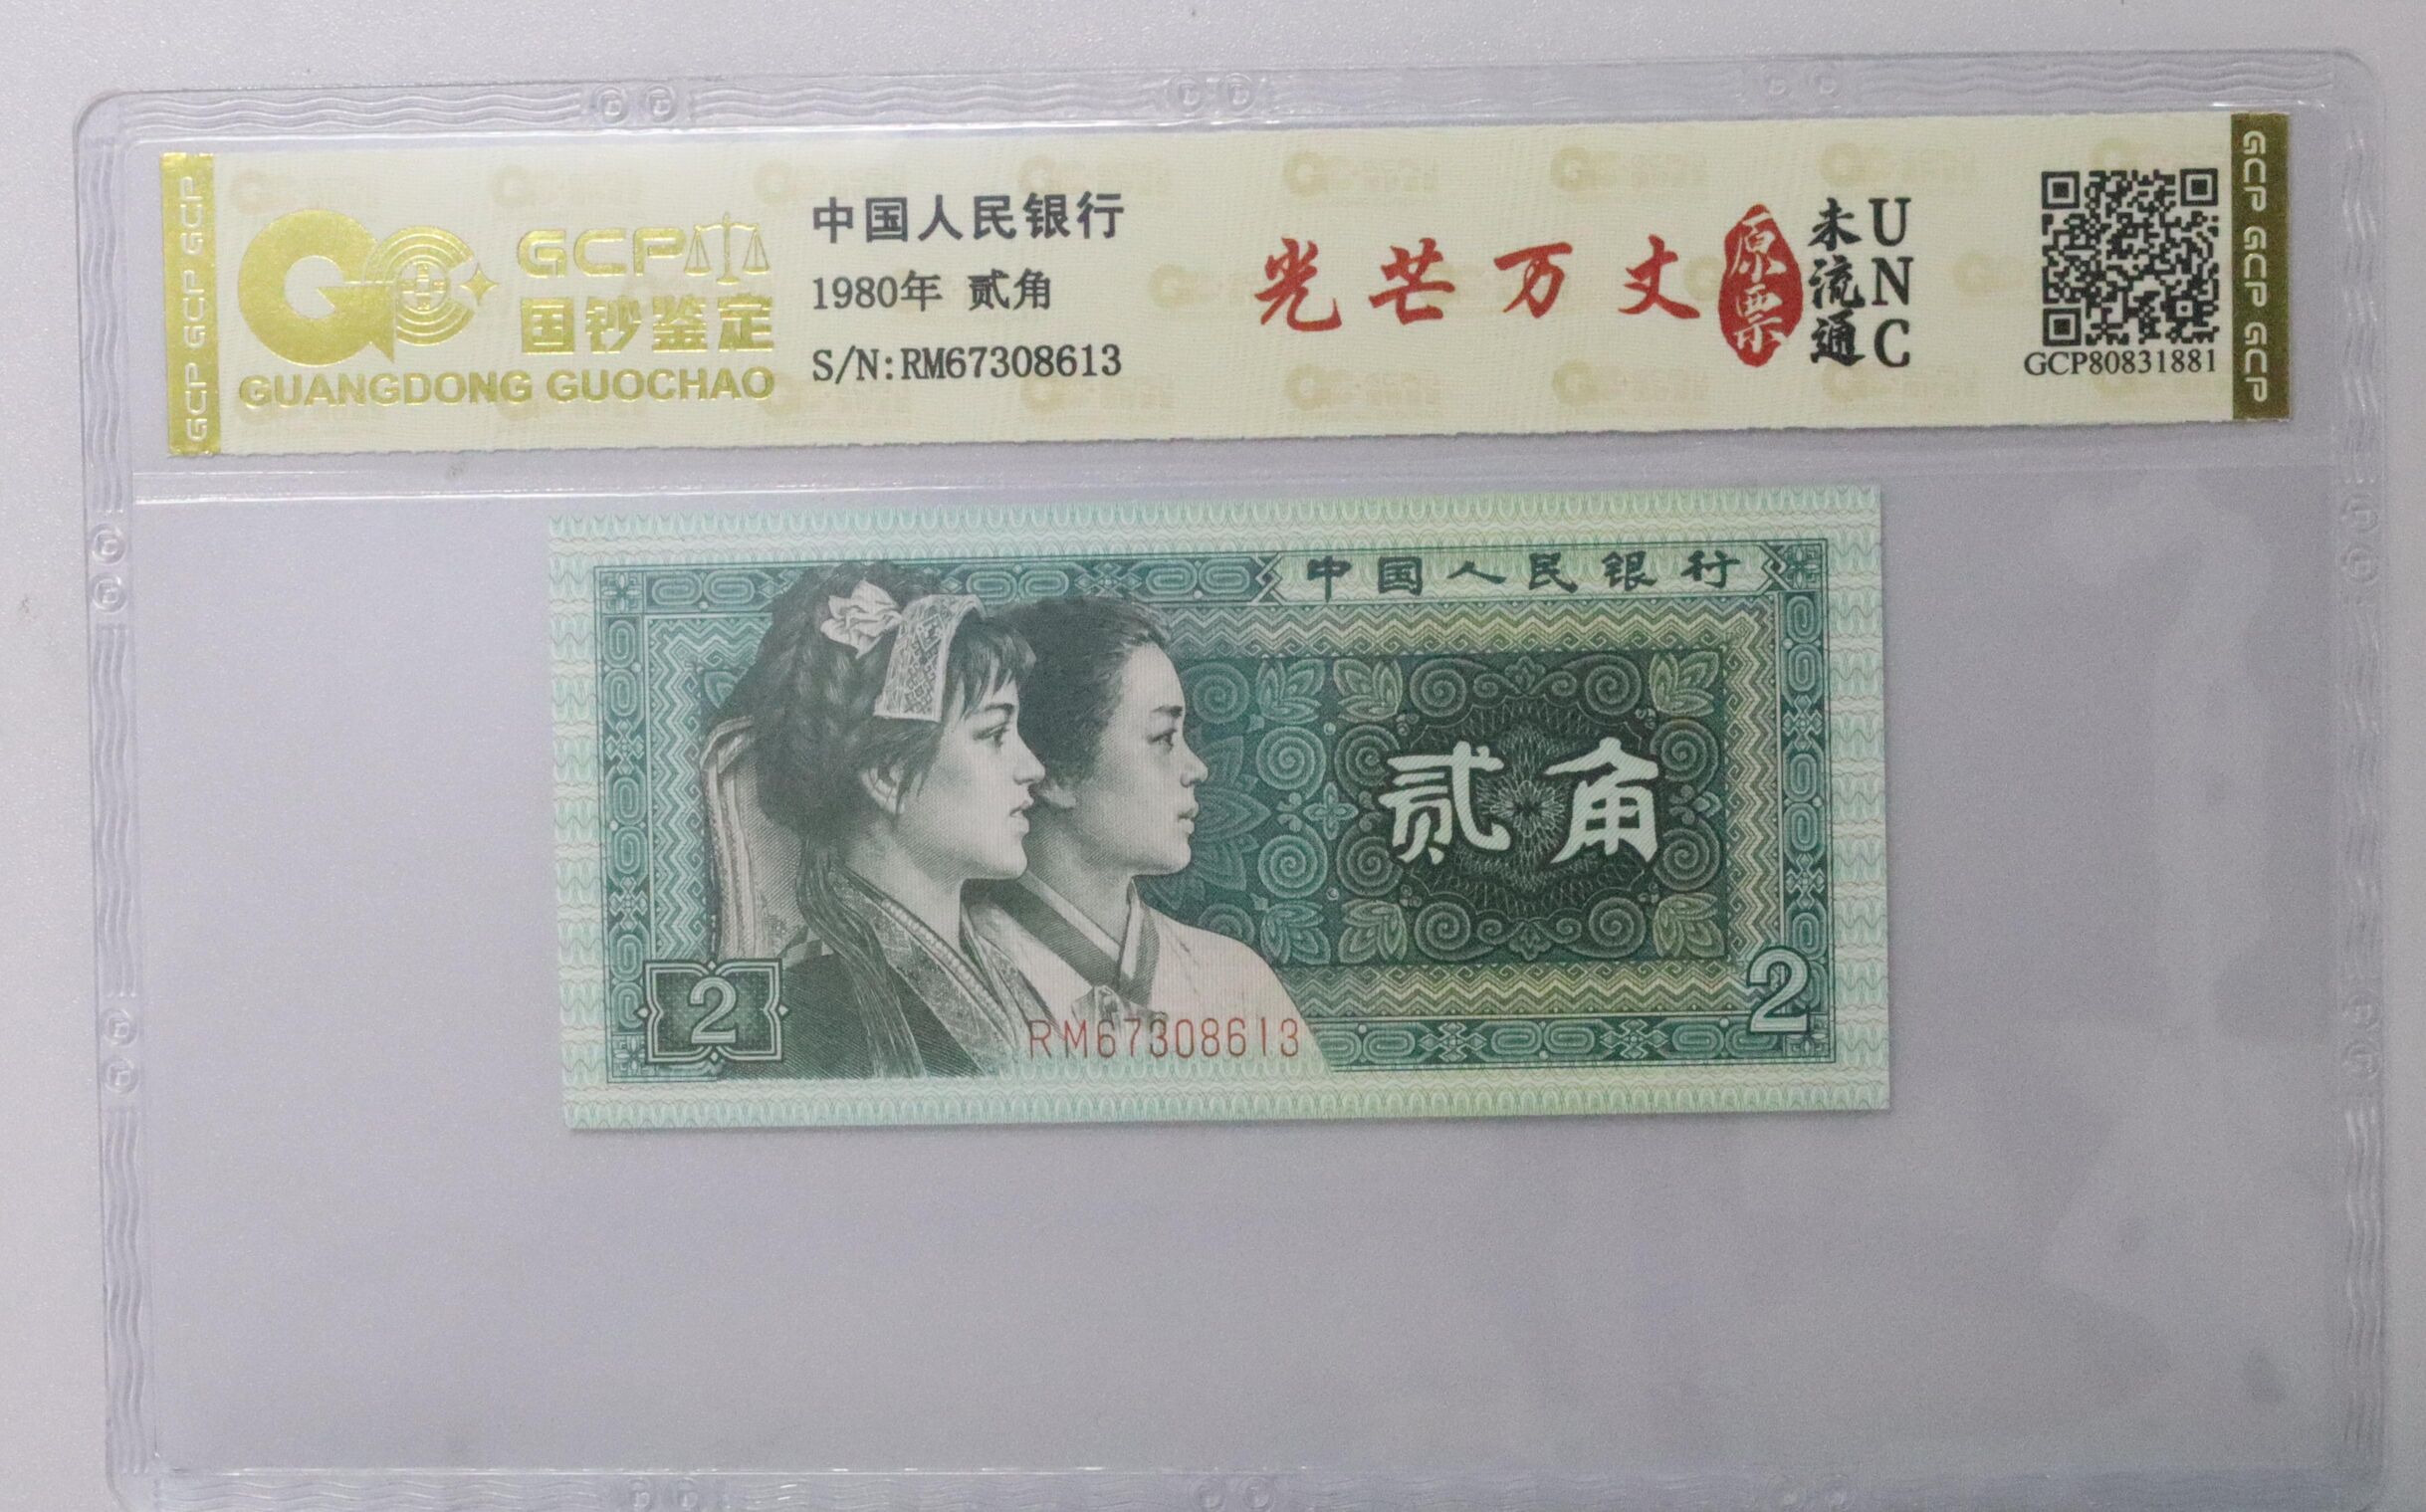 GCP
国钞鉴定
GUANGDONG GUOCHAO
中国人民银行
1980年 贰角
S/N:RM67308613
光芒万丈
原票
未流通
UNC
GCP80831881
GCP GCP GCP
GCP GCP GCP
中国人民银行
贰角
2
RM67308613
2